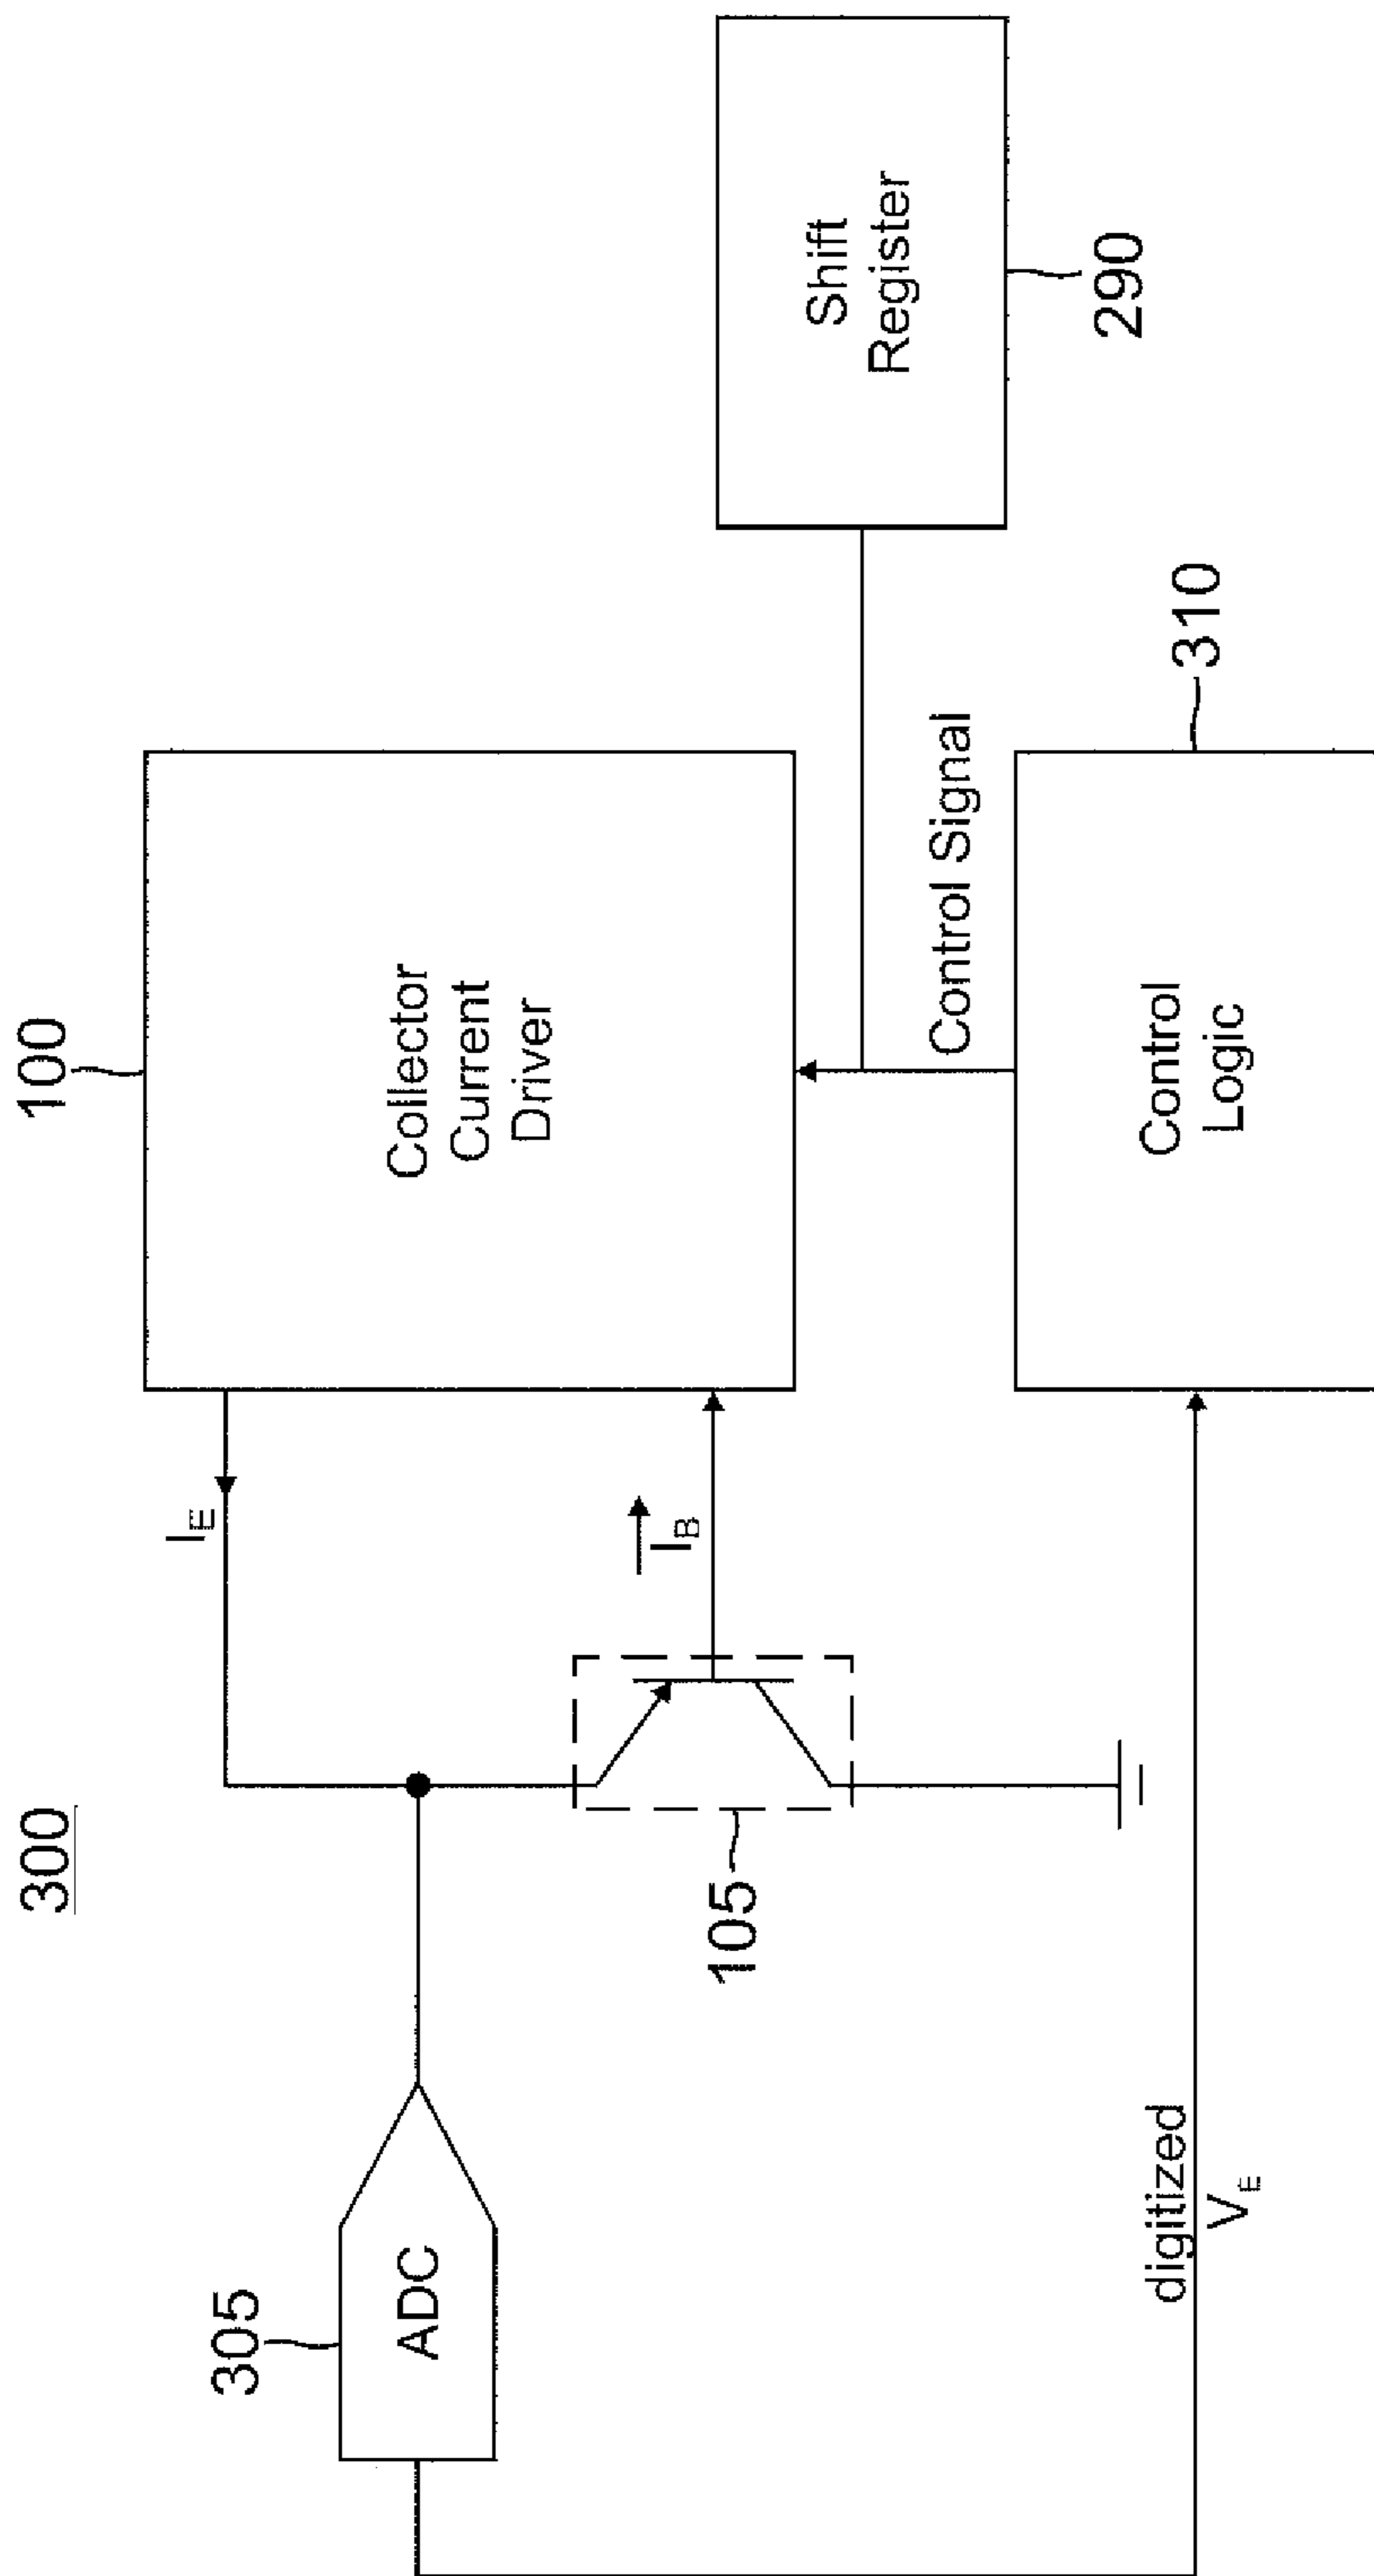 300
100
305
ADC
I_E
Collector
Current
Driver
I_B
105
Shift
Register
290
Control Signal
digitized
V_E
Control
Logic
310